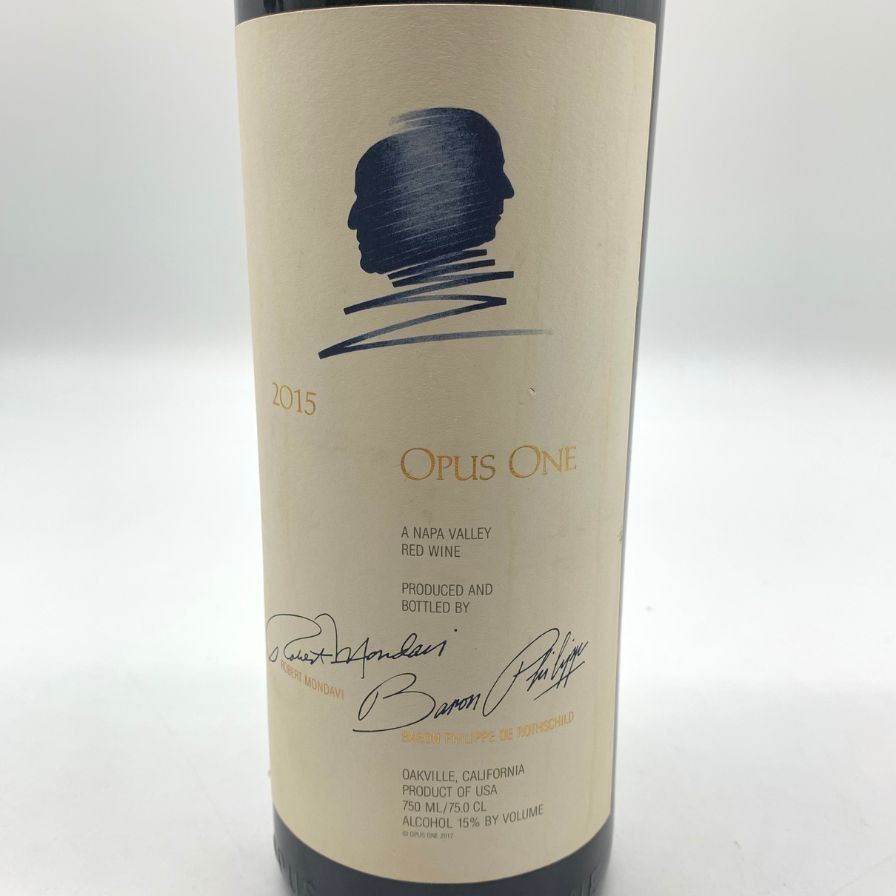 2015
OPUS ONE
A NAPA VALLEY
RED WINE
PRODUCED AND
BOTTLED BY
Robert Mondavi
ROBERT MONDAVI
Baron Philippe
BARON PHILIPPE DE ROTHSCHILD
OAKVILLE, CALIFORNIA
PRODUCT OF USA
750 ML/75.0 CL
ALCOHOL 15% BY VOLUME
© OPUS ONE 2017